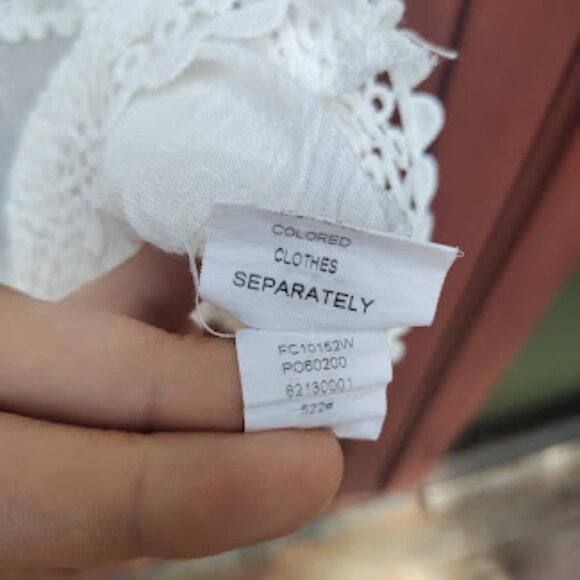 COLORED
CLOTHES
SEPARATELY
FC10152W
PO60200
82130001
522#